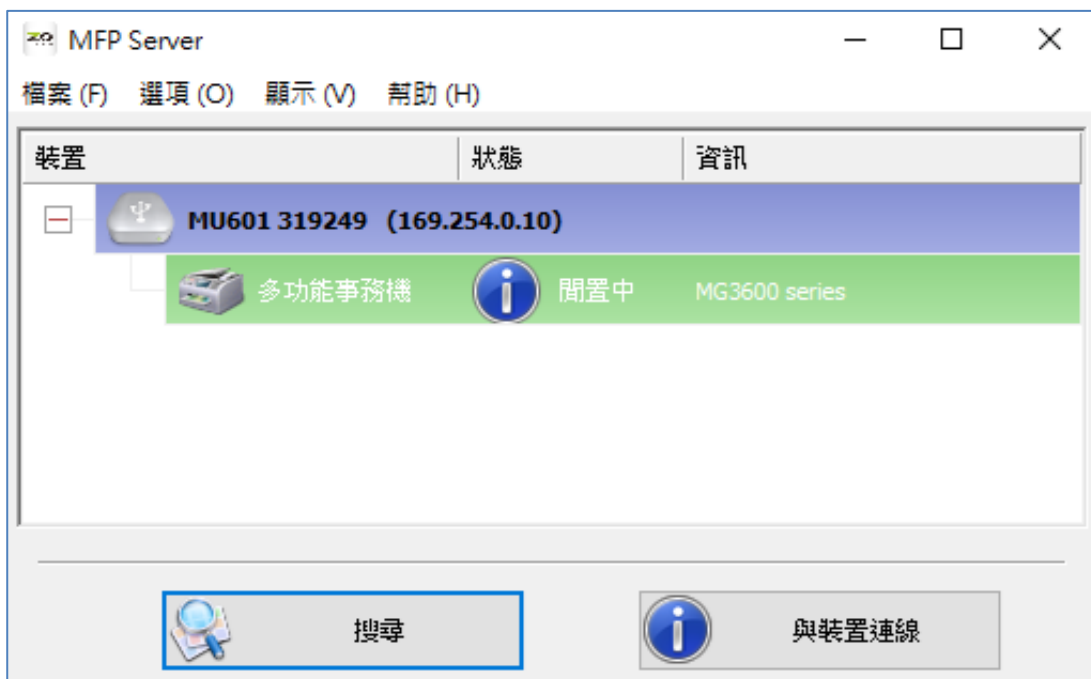 MFP Server
檔案 (F) 選項 (O) 顯示 (V) 幫助 (H)
裝置 狀態 資訊
MU601 319249 (169.254.0.10)
多功能事務機 閒置中 MG3600 series
搜尋 與裝置連線